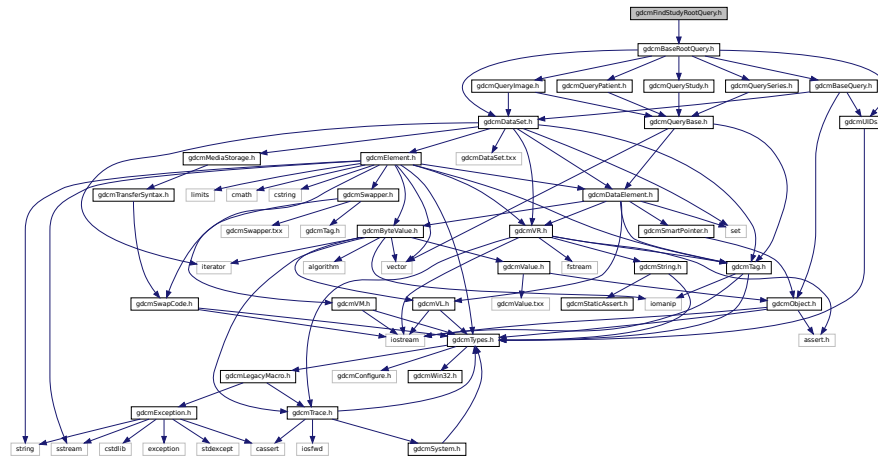 gdcmFindStudyRootQuery.h
gdcmBaseRootQuery.h
gdcmQueryImage.h gdcmQueryPatient.h gdcmQueryStudy.h gdcmQuerySeries.h gdcmBaseQuery.h
gdcmDataSet.h gdcmQueryBase.h gdcmUIDs
gdcmMediaStorage.h gdcmElement.h gdcmDataSet.txx
gdcmTransferSyntax.h limits cmath cstring gdcmSwapper.h gdcmDataElement.h
gdcmSwapper.txx gdcmTag.h gdcmByteValue.h gdcmVR.h gdcmSmartPointer.h set
iterator algorithm vector gdcmValue.h fstream gdcmString.h gdcmTag.h
gdcmSwapCode.h gdcmVM.h gdcmVL.h gdcmValue.txx gdcmStaticAssert.h iomanip gdcmObject.h
iostream gdcmTypes.h assert.h
gdcmLegacyMacro.h gdcmConfigure.h gdcmWin32.h
gdcmException.h gdcmTrace.h
string sstream cstdlib exception stdexcept cassert iosfwd gdcmSystem.h